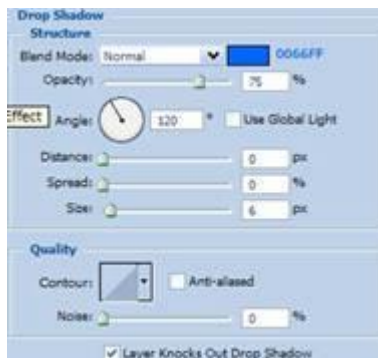 Drop Shadow
Structure
Blend Mode: Normal 0066FF
Opacity: 75 %
Effect Angle: 120 ° Use Global Light
Distance: 0 px
Spread: 0 %
Size: 6 px
Quality
Contour: Anti-aliased
Noise: 0 %
Layer Knocks Out Drop Shadow